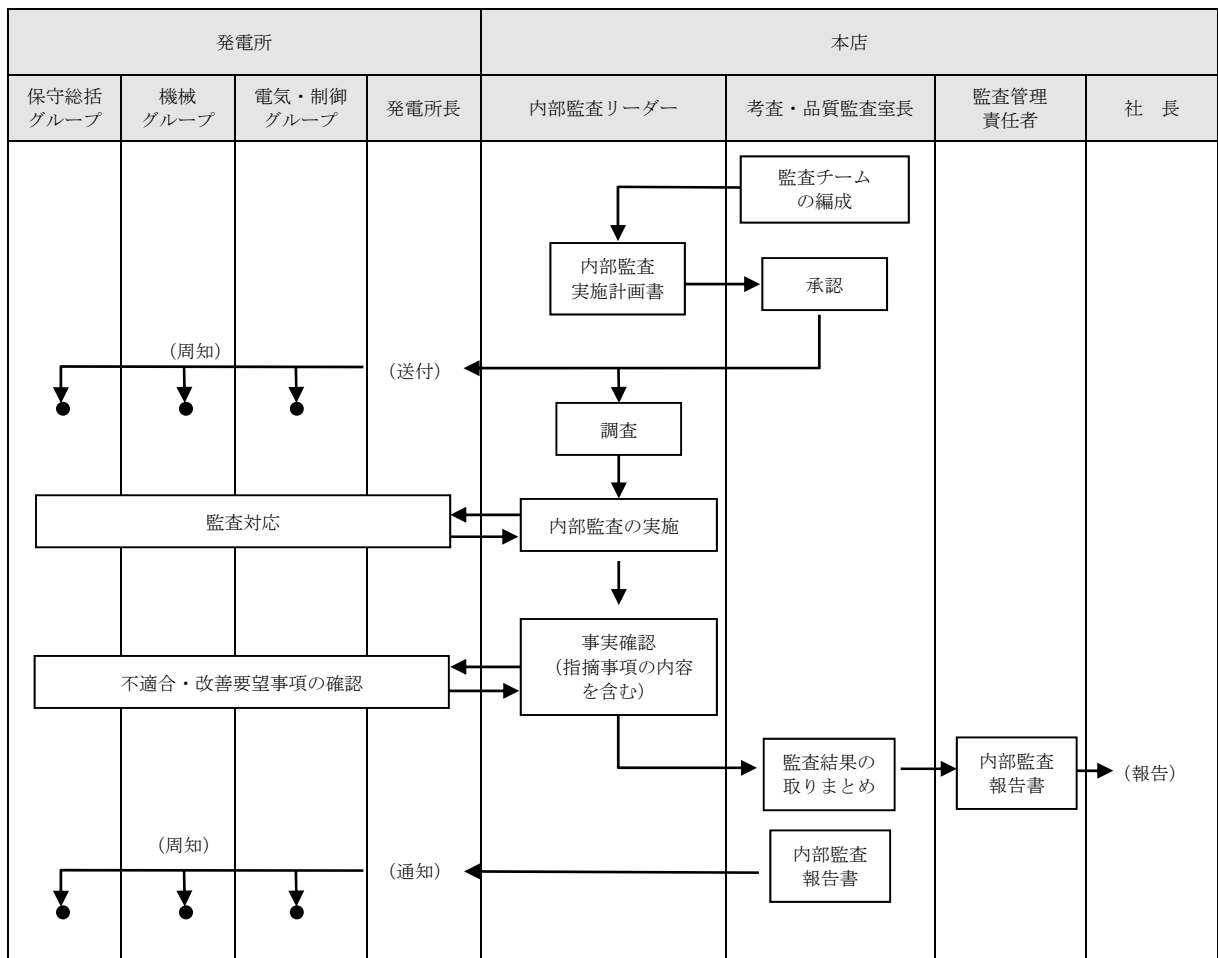 発電所
本店
保守総括
グループ
機械
グループ
電気・制御
グループ
発電所長
内部監査リーダー
考査・品質監査室長
監査管理
責任者
社　長
監査チーム
の編成
内部監査
実施計画書
承認
（周知）
（送付）
調査
監査対応
内部監査の実施
事実確認
（指摘事項の内容
を含む）
不適合・改善要望事項の確認
監査結果の
取りまとめ
内部監査
報告書
（報告）
（周知）
（通知）
内部監査
報告書